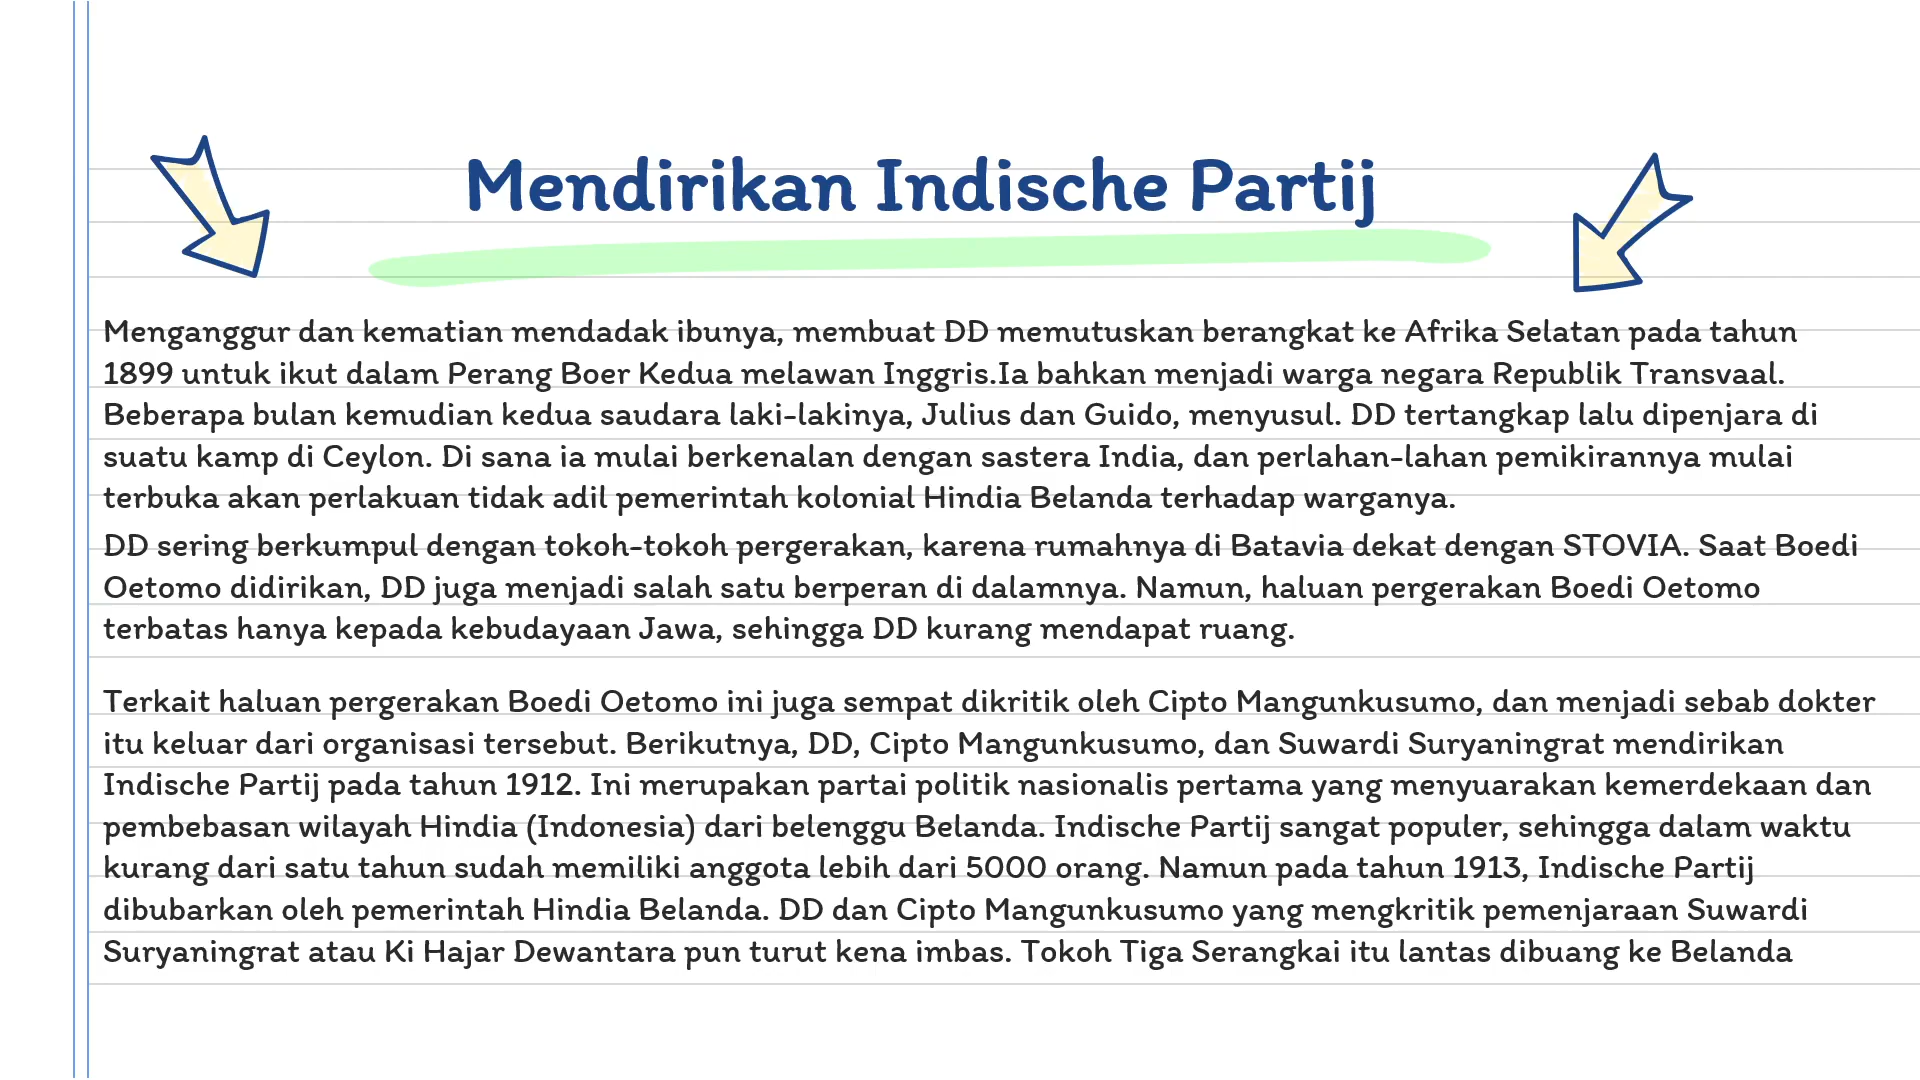 Mendirikan Indische Partij
Menganggur dan kematian mendadak ibunya, membuat DD memutuskan berangkat ke Afrika Selatan pada tahun
1899 untuk ikut dalam Perang Boer Kedua melawan Inggris.Ia bahkan menjadi warga negara Republik Transvaal.
Beberapa bulan kemudian kedua saudara laki-lakinya, Julius dan Guido, menyusul. DD tertangkap lalu dipenjara di
suatu kamp di Ceylon. Di sana ia mulai berkenalan dengan sastera India, dan perlahan-lahan pemikirannya mulai
terbuka akan perlakuan tidak adil pemerintah kolonial Hindia Belanda terhadap warganya.
DD sering berkumpul dengan tokoh-tokoh pergerakan, karena rumahnya di Batavia dekat dengan STOVIA. Saat Boedi
Oetomo didirikan, DD juga menjadi salah satu berperan di dalamnya. Namun, haluan pergerakan Boedi Oetomo
terbatas hanya kepada kebudayaan Jawa, sehingga DD kurang mendapat ruang.
Terkait haluan pergerakan Boedi Oetomo ini juga sempat dikritik oleh Cipto Mangunkusumo, dan menjadi sebab dokter
itu keluar dari organisasi tersebut. Berikutnya, DD, Cipto Mangunkusumo, dan Suwardi Suryaningrat mendirikan
Indische Partij pada tahun 1912. Ini merupakan partai politik nasionalis pertama yang menyuarakan kemerdekaan dan
pembebasan wilayah Hindia (Indonesia) dari belenggu Belanda. Indische Partij sangat populer, sehingga dalam waktu
kurang dari satu tahun sudah memiliki anggota lebih dari 5000 orang. Namun pada tahun 1913, Indische Partij
dibubarkan oleh pemerintah Hindia Belanda. DD dan Cipto Mangunkusumo yang mengkritik pemenjaraan Suwardi
Suryaningrat atau Ki Hajar Dewantara pun turut kena imbas. Tokoh Tiga Serangkai itu lantas dibuang ke Belanda